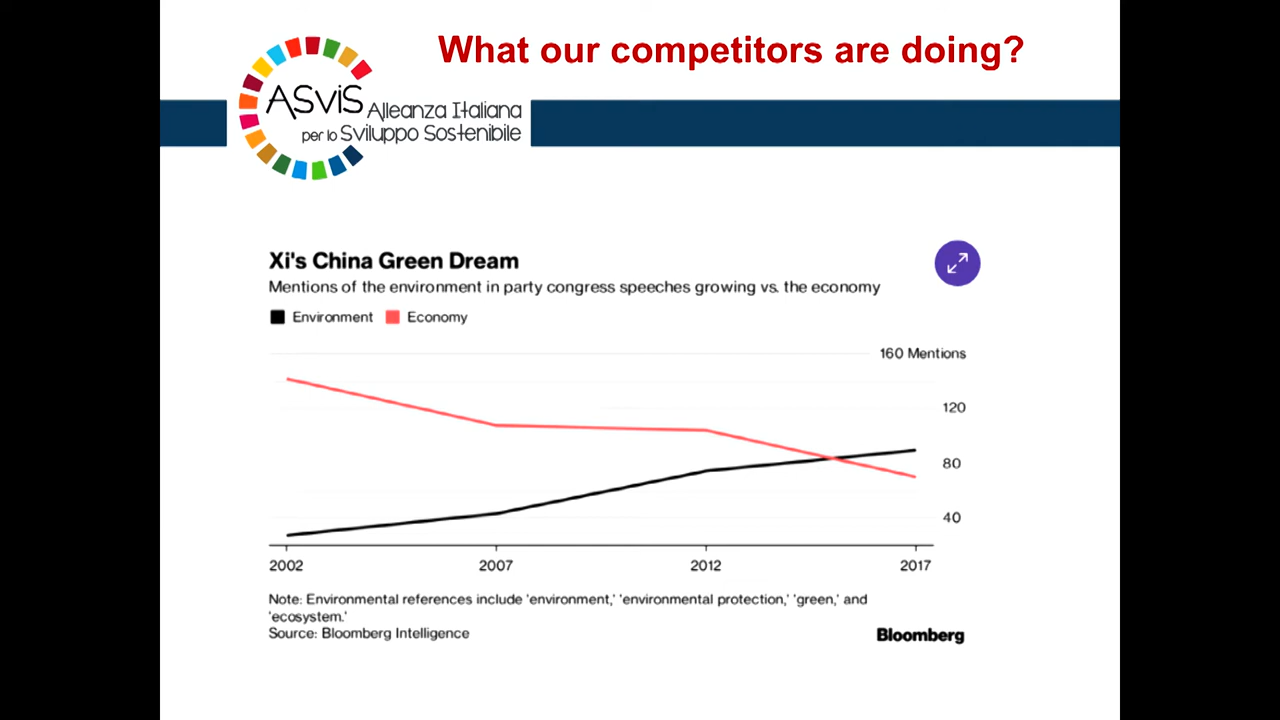 What our competitors are doing?
ASviS Alleanza Italiana
per lo Sviluppo Sostenibile
Xi's China Green Dream
Mentions of the environment in party congress speeches growing vs. the economy
Environment Economy
160 Mentions
120
80
40
2002 2007 2012 2017
Note: Environmental references include 'environment,' 'environmental protection,' 'green,' and
'ecosystem.'
Source: Bloomberg Intelligence
Bloomberg